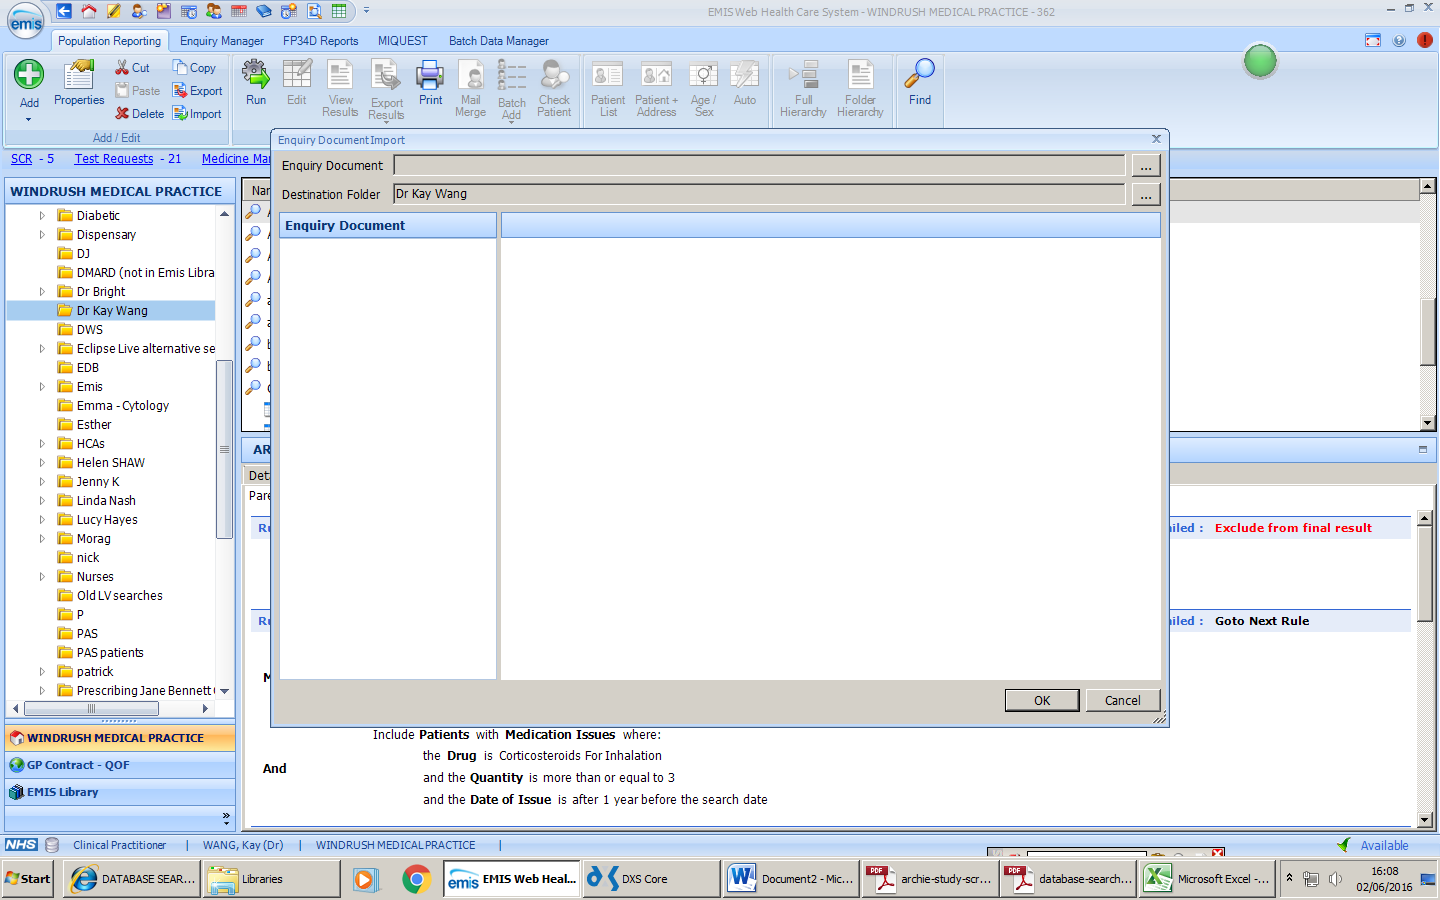 EMIS Web Health Care System - WINDRUSH MEDICAL PRACTICE - 362
emis
Population Reporting Enquiry Manager FP34D Reports MIQUEST Batch Data Manager
Add Properties Cut Paste Delete Copy Export Import
Run Edit View Results Export Results Print Mail Merge Batch Add Check Patient Patient List Patient + Address Age / Sex Auto Full Hierarchy Folder Hierarchy Find
Add / Edit
SCR - 5 Test Requests - 21 Medicine Mar
Enquiry Document Import
Enquiry Document ...
Destination Folder Dr Kay Wang ...
Enquiry Document
OK Cancel
WINDRUSH MEDICAL PRACTICE
Diabetic
Dispensary
DJ
DMARD (not in Emis Libra
Dr Bright
Dr Kay Wang
DWS
Eclipse Live alternative se
EDB
Emis
Emma - Cytology
Esther
HCAs
Helen SHAW
Jenny K
Linda Nash
Lucy Hayes
Morag
nick
Nurses
Old LV searches
P
PAS
PAS patients
patrick
Prescribing Jane Bennett
WINDRUSH MEDICAL PRACTICE
GP Contract - QOF
EMIS Library
Nar
AR
Det
Pare
Ru
iled : Exclude from final result
Ru
iled : Goto Next Rule
Include Patients with Medication Issues where:
the Drug is Corticosteroids For Inhalation
And
and the Quantity is more than or equal to 3
and the Date of Issue is after 1 year before the search date
NHS Clinical Practitioner | WANG, Kay (Dr) | WINDRUSH MEDICAL PRACTICE | Available
Start DATABASE SEAR... Libraries EMIS Web Heal... DXS Core Document2 - Mic... archie-study-scr... database-search... Microsoft Excel -... 16:08
02/06/2016